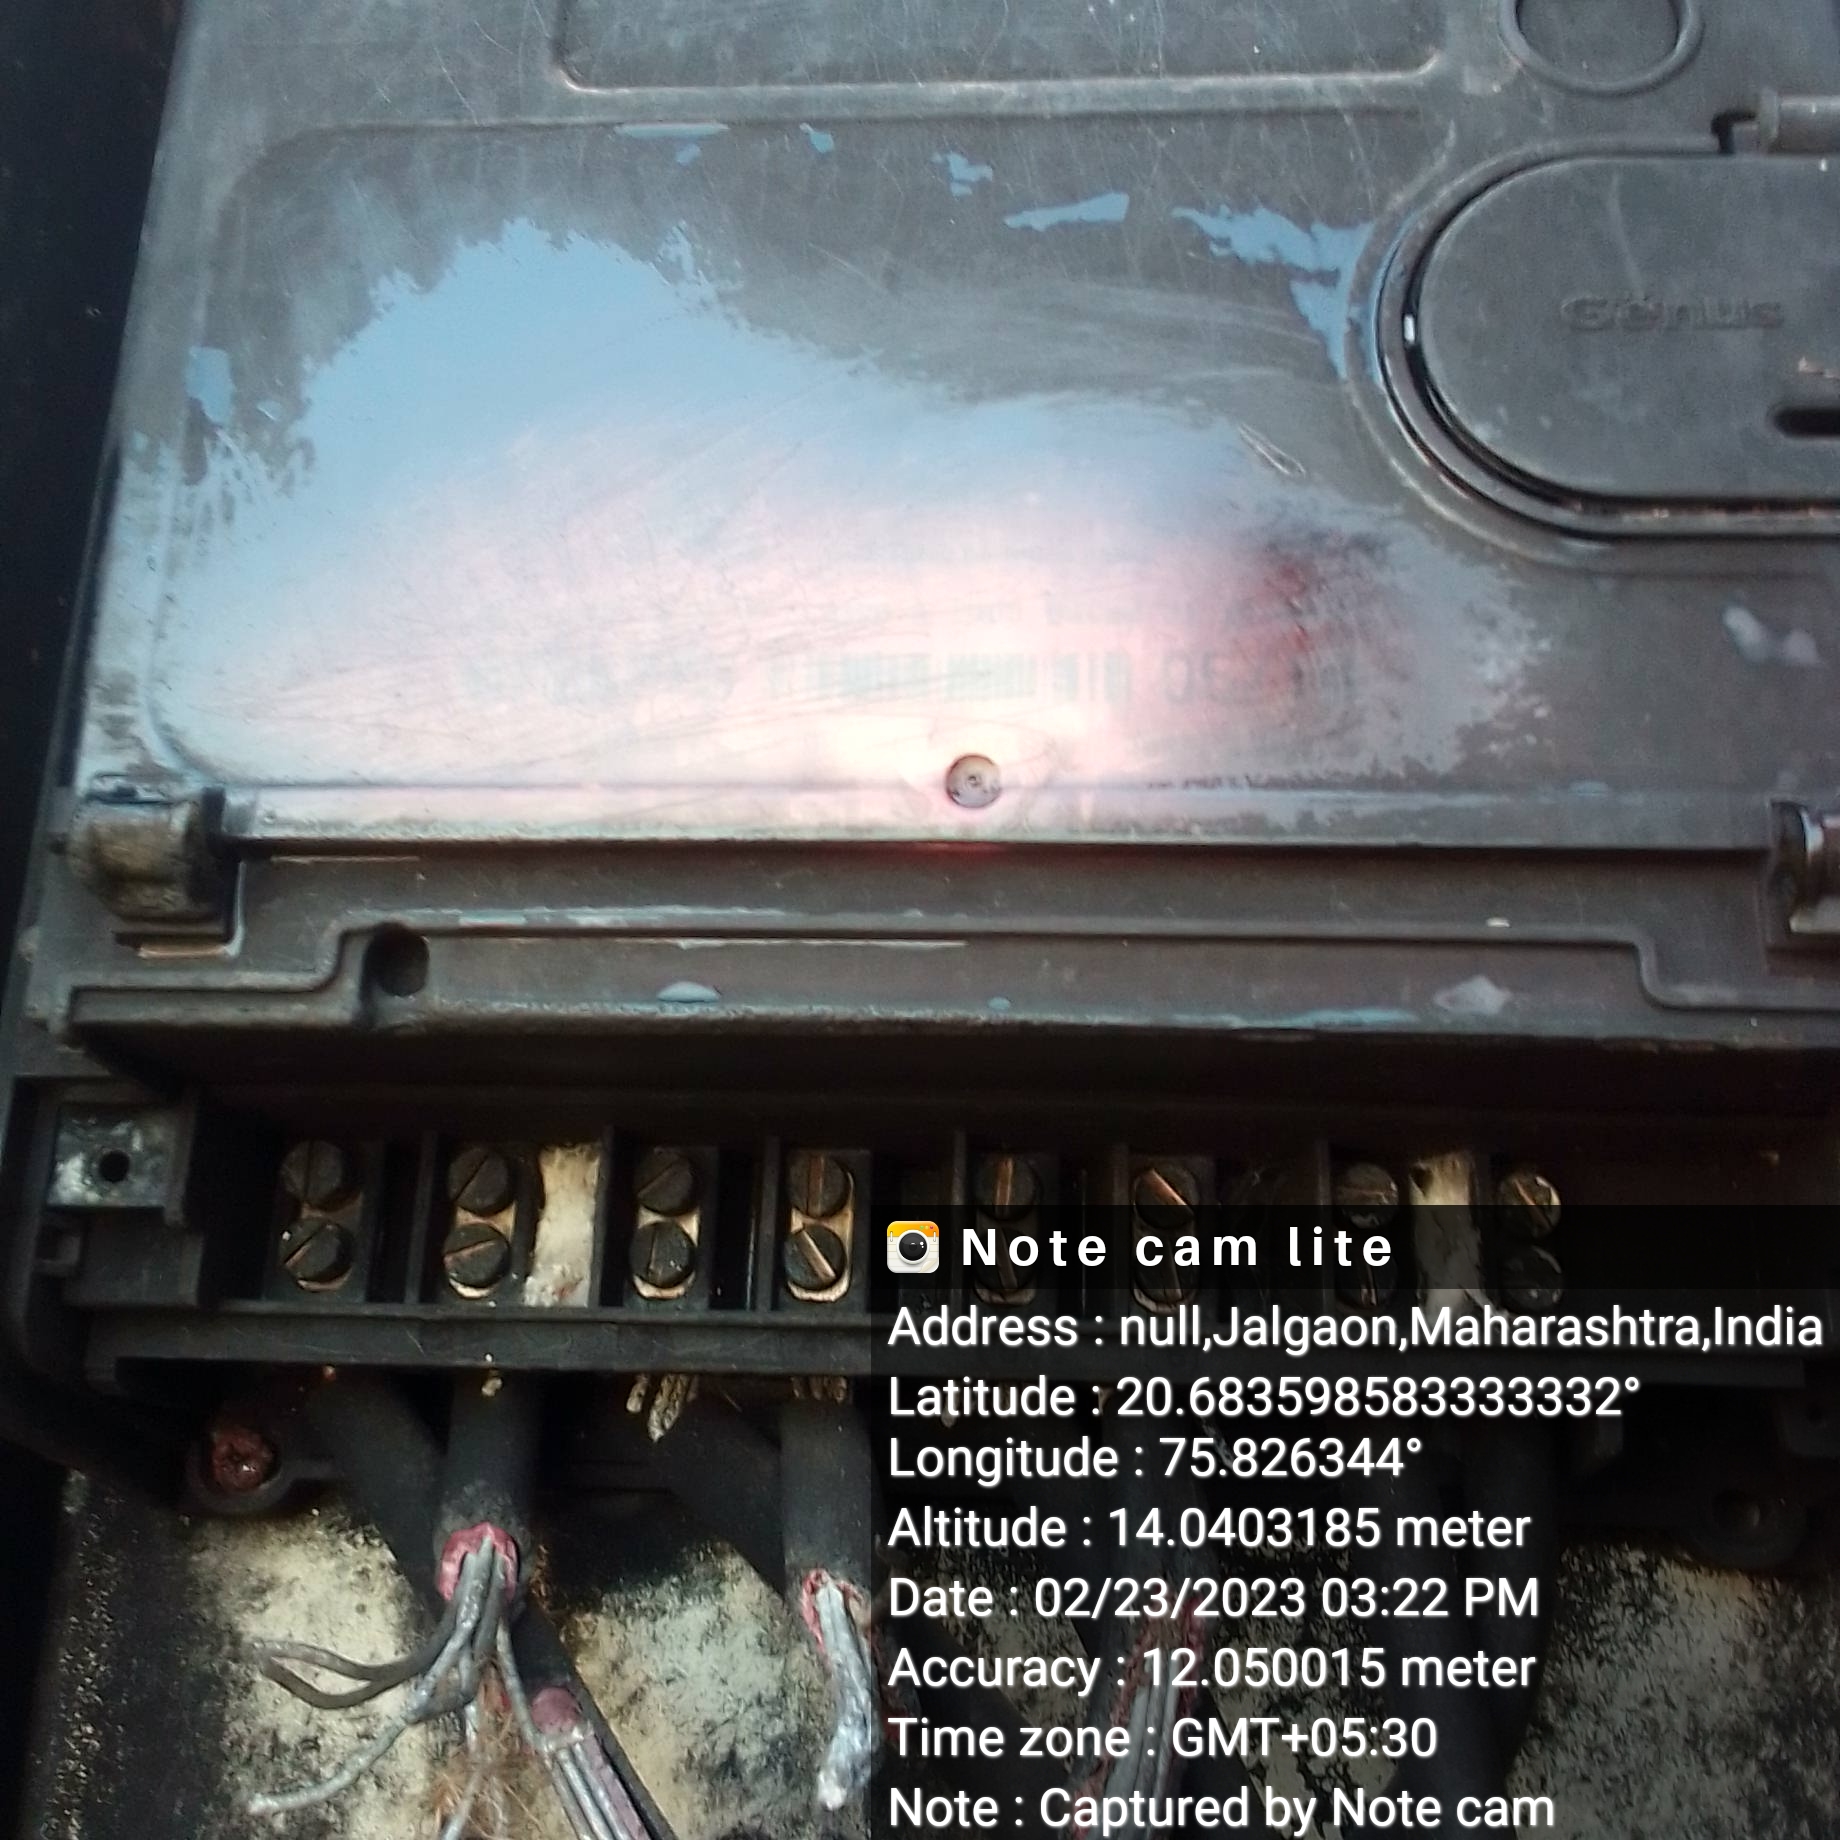 Genus
Note cam lite
Address : null,Jalgaon,Maharashtra,India
Latitude : 20.683598583333332°
Longitude : 75.826344°
Altitude : 14.0403185 meter
Date : 02/23/2023 03:22 PM
Accuracy : 12.050015 meter
Time zone : GMT+05:30
Note : Captured by Note cam